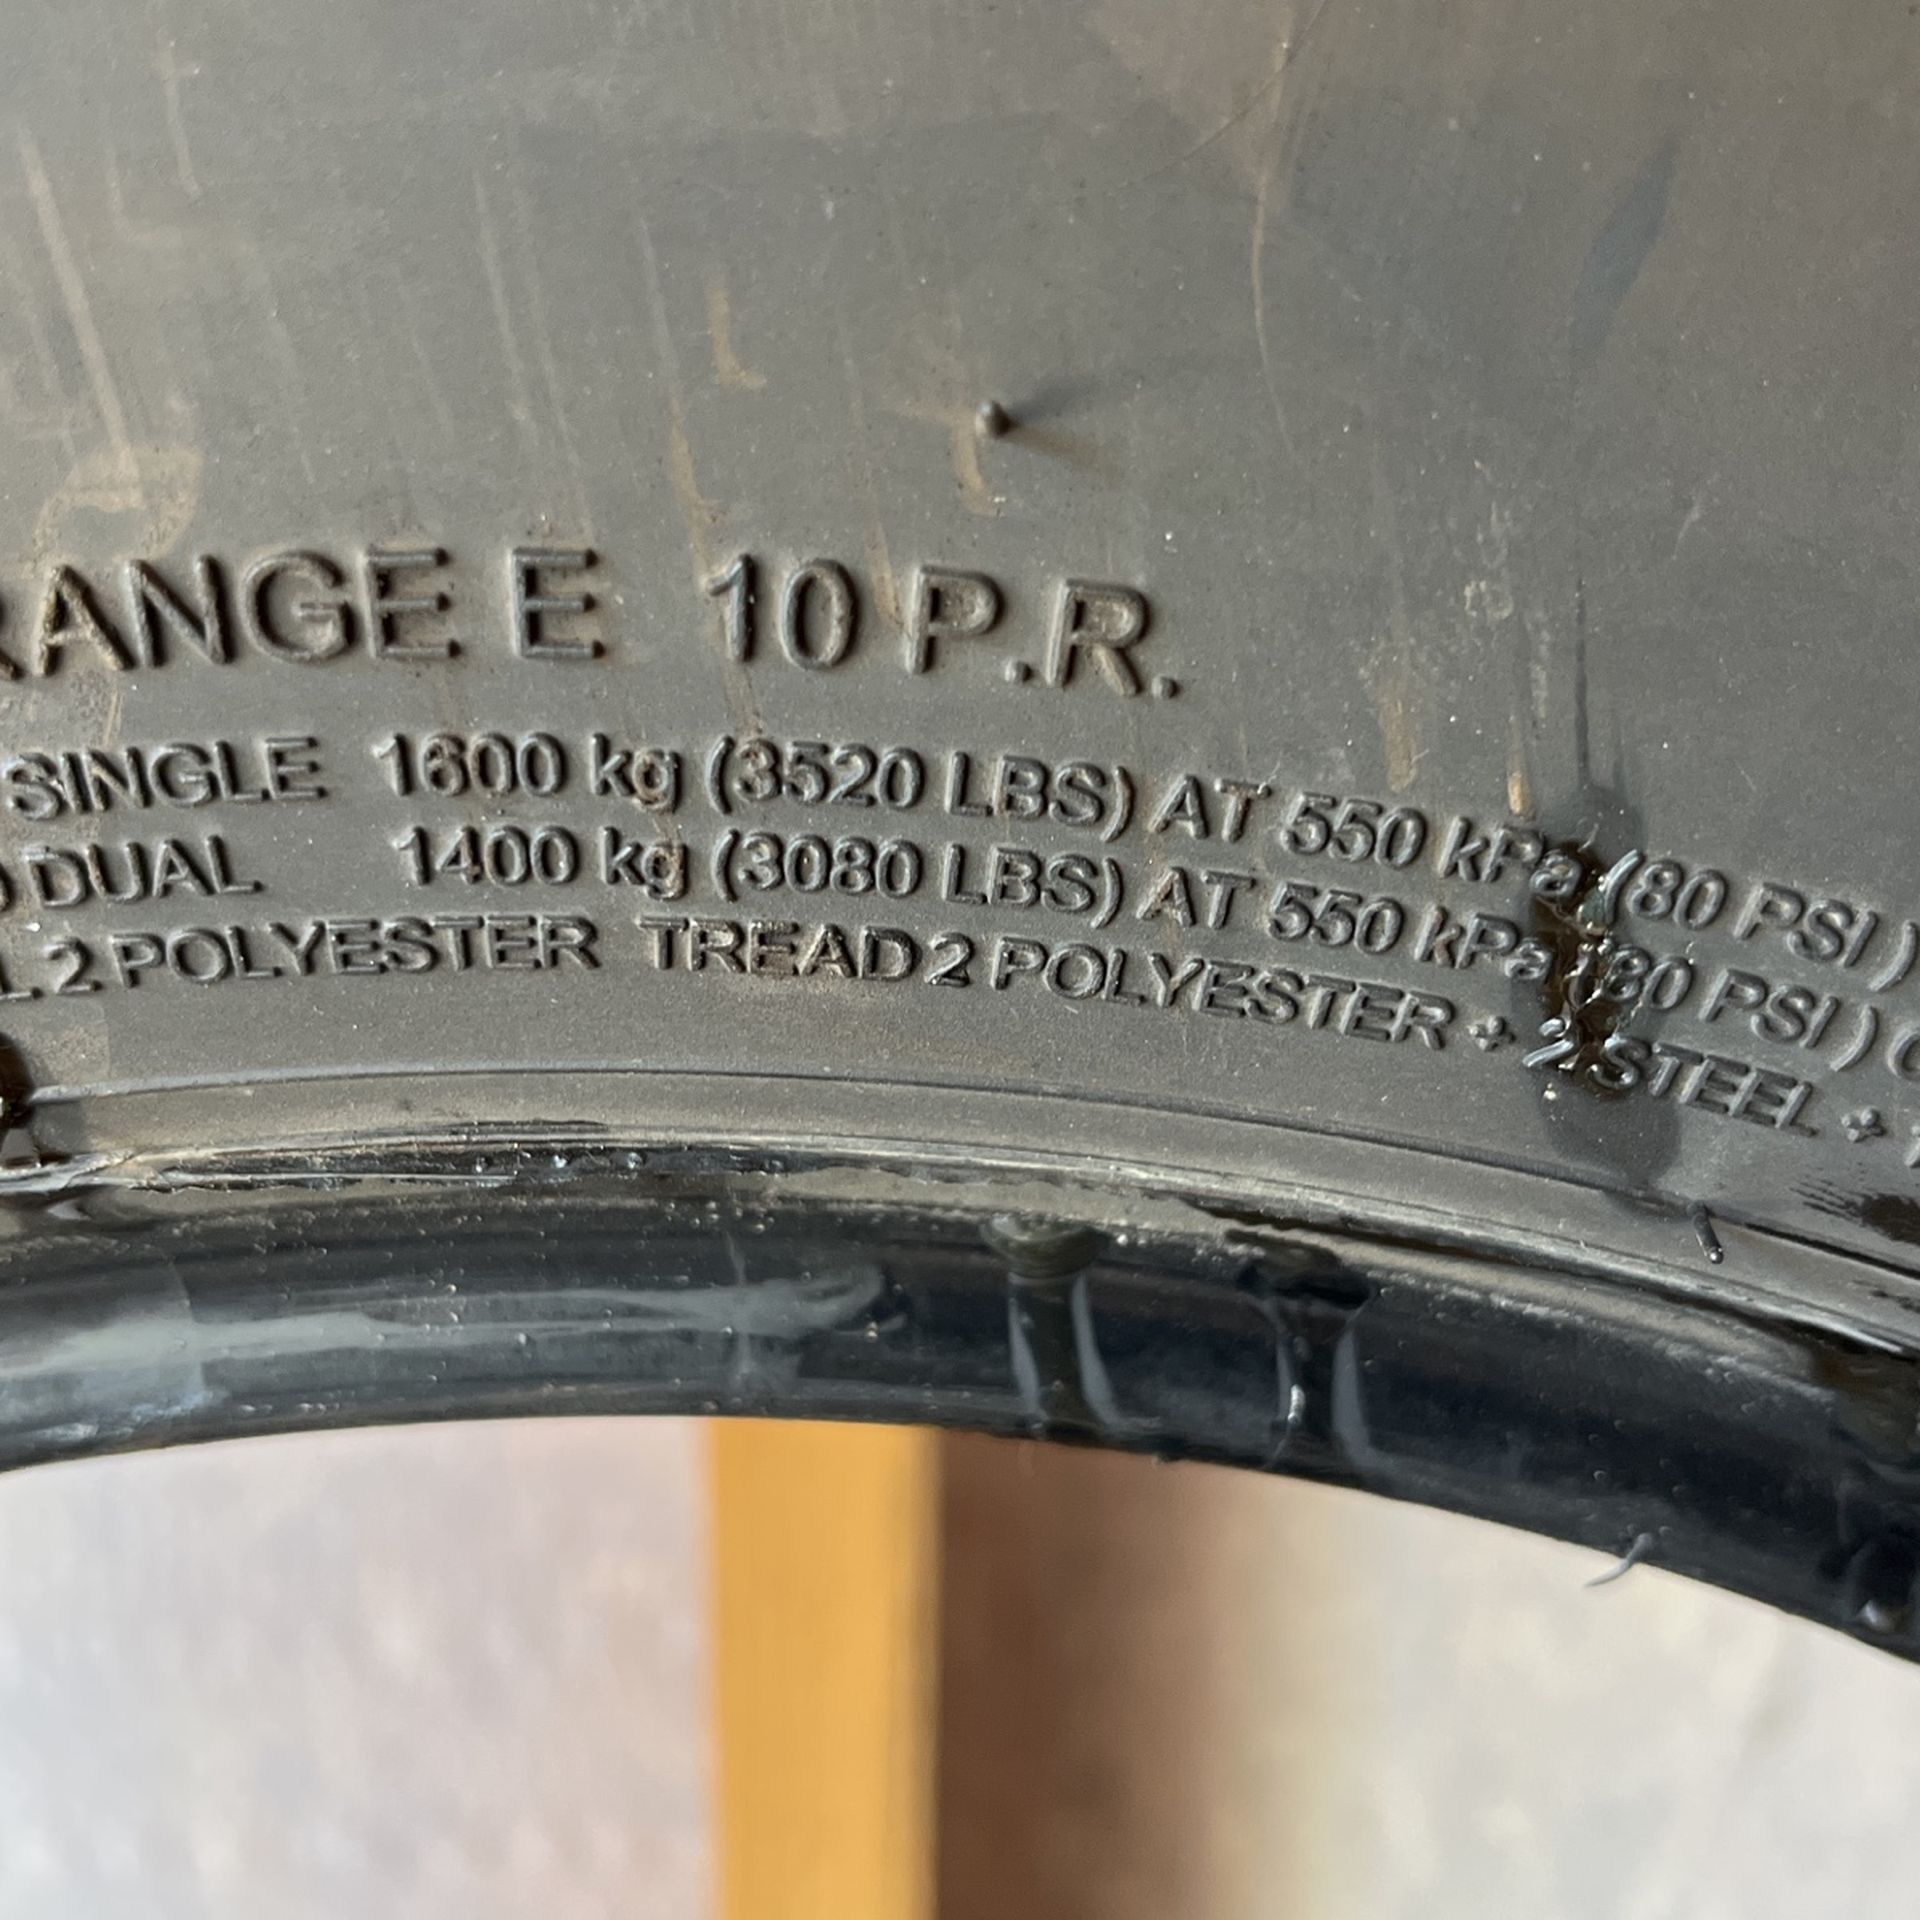 RANGE E 10 P.R.
SINGLE 1600 kg (3520 LBS) AT 550 kPa (80 PSI)
DUAL 1400 kg (3080 LBS) AT 550 kPa (80 PSI) C
2 POLYESTER TREAD 2 POLYESTER + 2 STEEL +